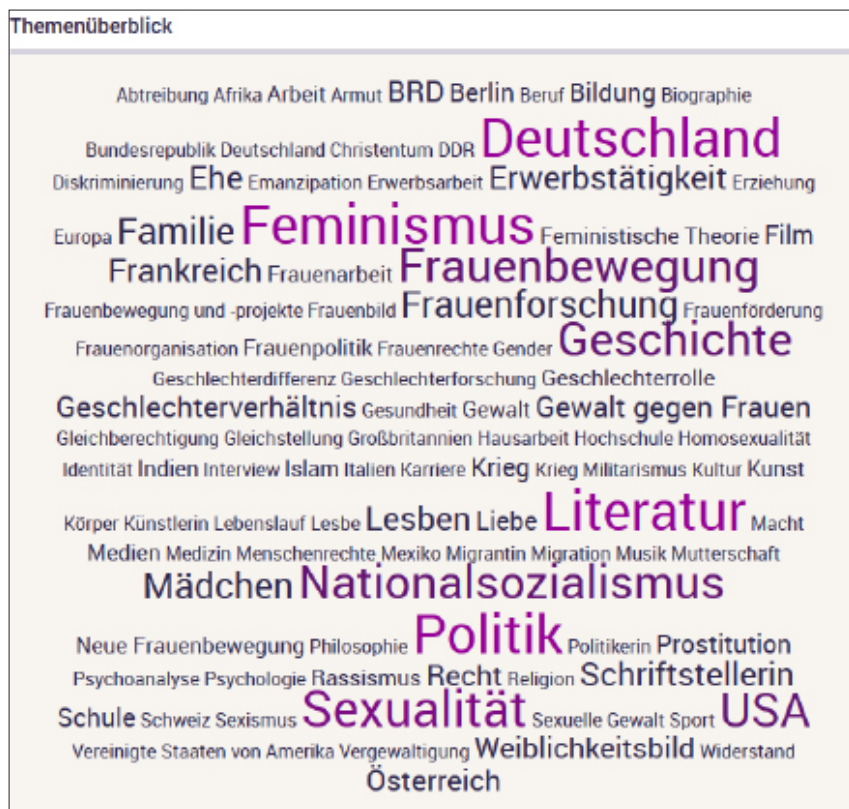 Themenüberblick
Abtreibung Afrika Arbeit Armut BRD Berlin Beruf Bildung Biographie
Bundesrepublik Deutschland Christentum DDR Deutschland
Diskriminierung Ehe Emanzipation Erwerbsarbeit Erwerbstätigkeit Erziehung
Europa Familie Feminismus Feministische Theorie Film
Frankreich Frauenarbeit Frauenbewegung
Frauenbewegung und -projekte Frauenbild Frauenforschung Frauenförderung
Frauenorganisation Frauenpolitik Frauenrechte Gender Geschichte
Geschlechterdifferenz Geschlechterforschung Geschlechterrolle
Geschlechterverhältnis Gesundheit Gewalt Gewalt gegen Frauen
Gleichberechtigung Gleichstellung Großbritannien Hausarbeit Hochschule Homosexualität
Identität Indien Interview Islam Italien Karriere Krieg Krieg Militarismus Kultur Kunst
Körper Künstlerin Lebenslauf Lesbe Lesben Liebe Literatur Macht
Medien Medizin Menschenrechte Mexiko Migrantin Migration Musik Mutterschaft
Mädchen Nationalsozialismus
Neue Frauenbewegung Philosophie Politik Politikerin Prostitution
Psychoanalyse Psychologie Rassismus Recht Religion Schriftstellerin
Schule Schweiz Sexismus Sexualität Sexuelle Gewalt Sport USA
Vereinigte Staaten von Amerika Vergewaltigung Weiblichkeitsbild Widerstand
Österreich